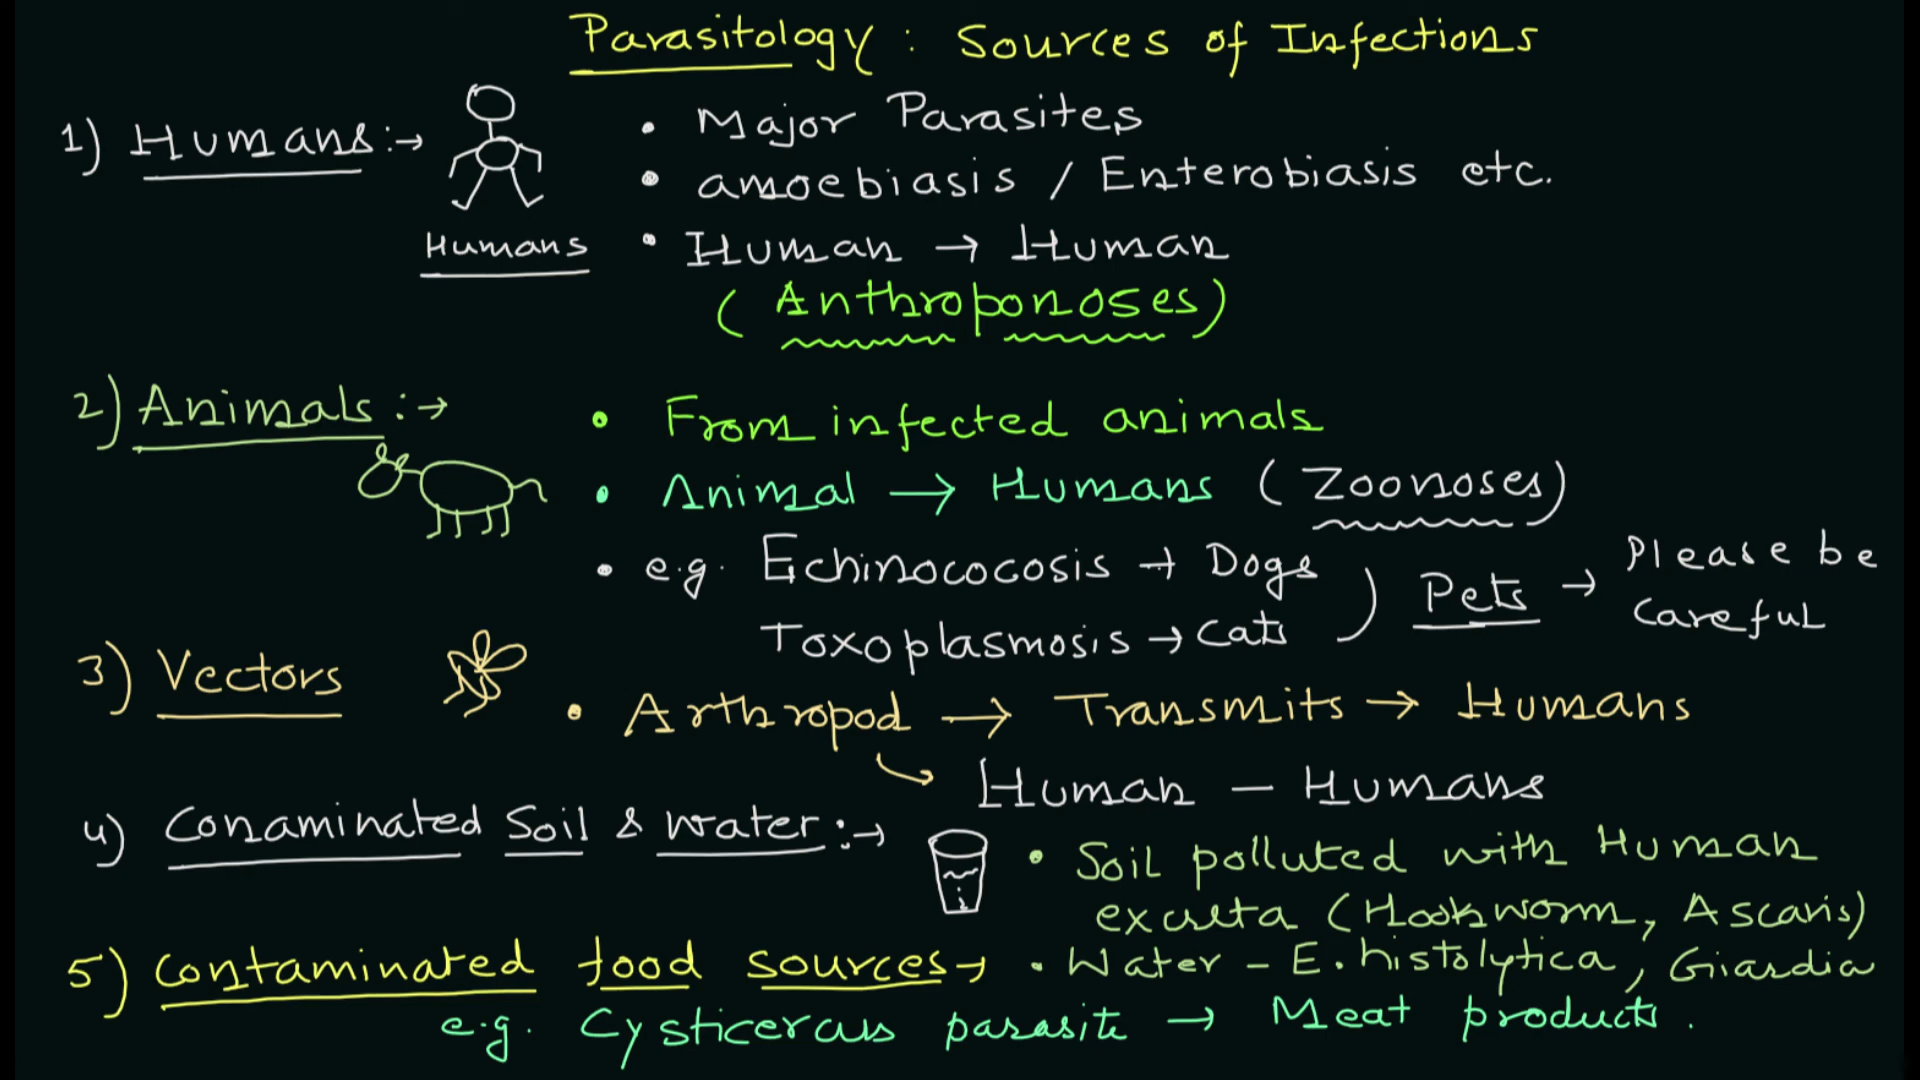 Parasitology : Sources of Infections
1) Humans :→
Humans
• Major Parasites
• amoebiasis / Enterobiasis etc.
• Human → Human
(Anthroponoses)
2) Animals :→
• From infected animals
• Animal → Humans (Zoonoses)
• e.g. Echinococosis → Dogs
Toxoplasmosis → Cats
) Pets → Please be
careful
3) Vectors
• Arthropod → Transmits → Humans
↳ Human – Humans
4) Conaminated Soil & water :→
• Soil polluted with Human
excreta (Hookworm, Ascaris)
• Water – E. histolytica, Giardia
5) Contaminated food sources →
e.g. Cysticercus parasite → Meat products.